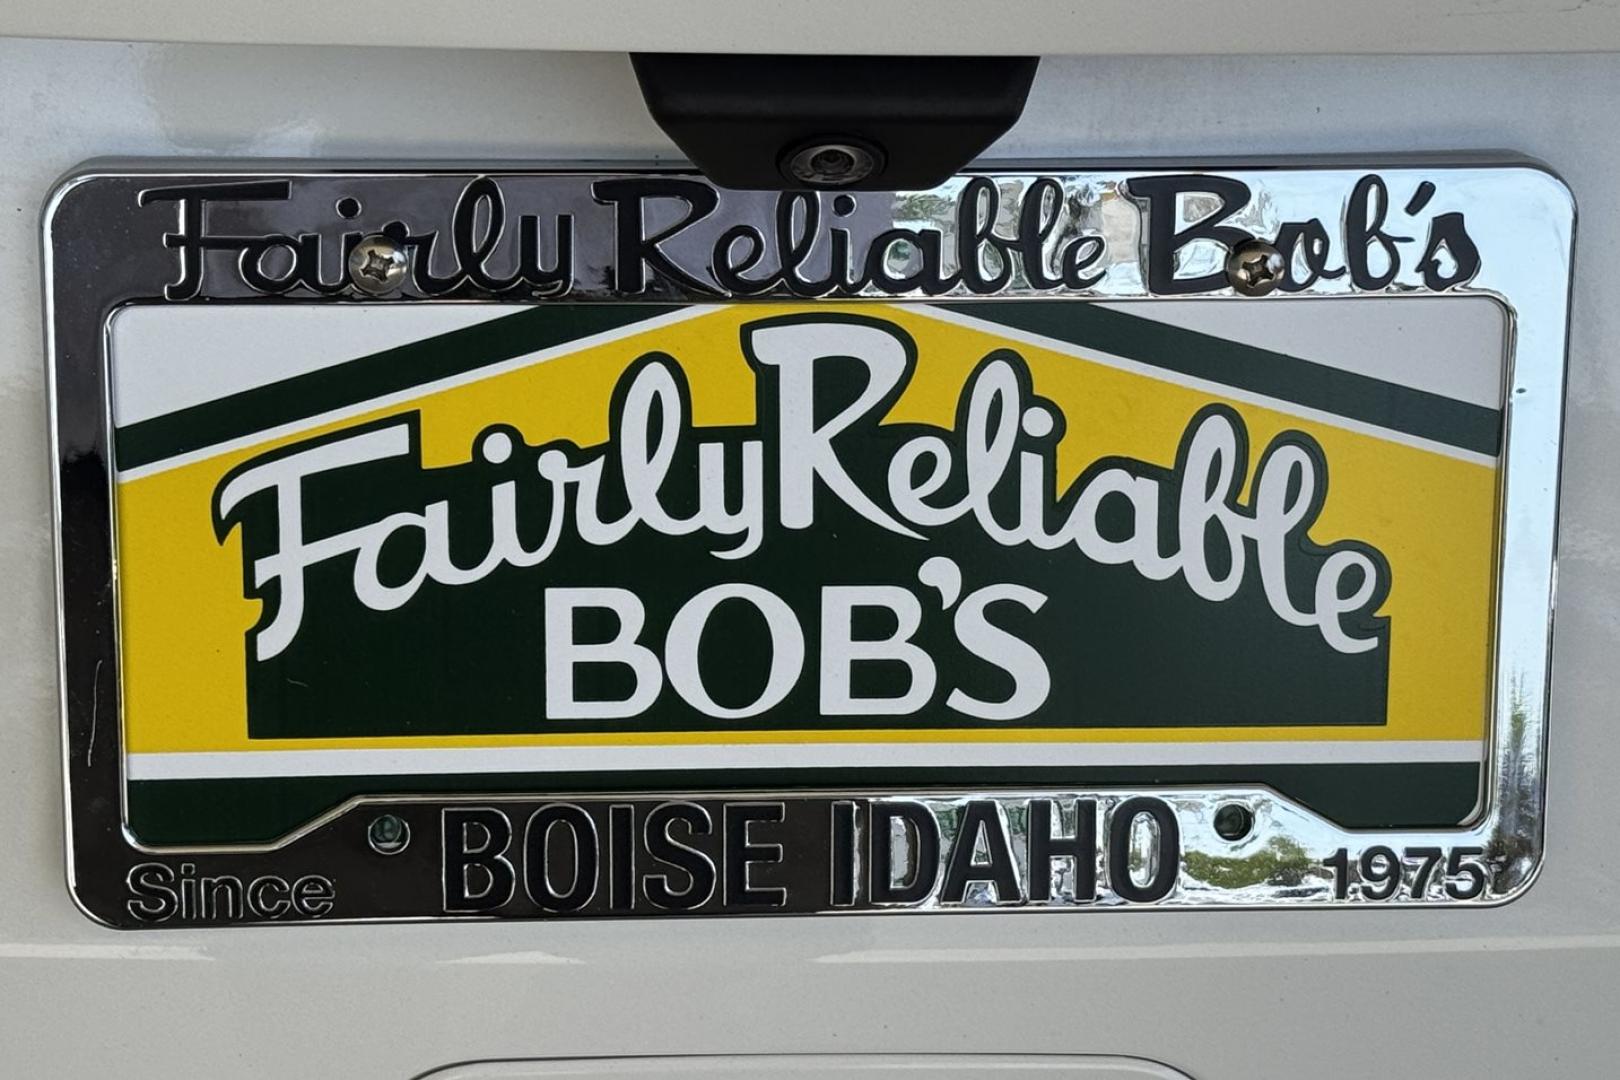 Fairly Reliable Bob's
Fairly Reliable
BOB'S
BOISE IDAHO
Since 1975